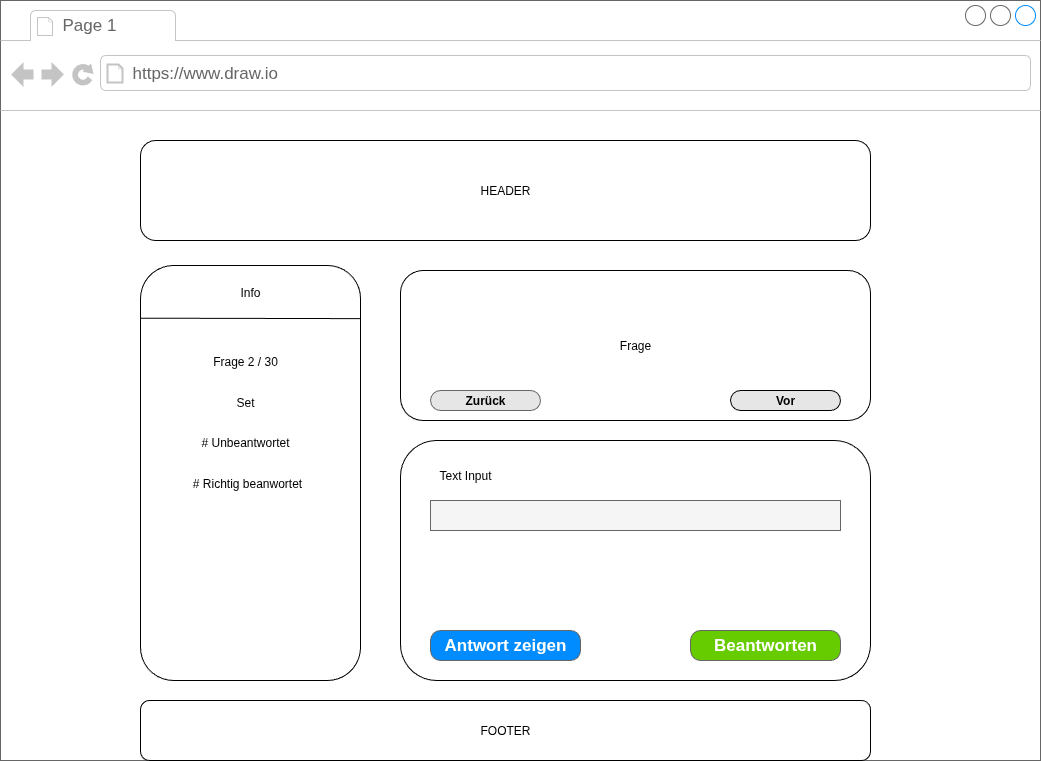 Page 1
https://www.draw.io
HEADER
Info
Frage 2 / 30
Set
# Unbeantwortet
# Richtig beanwortet
Frage
Zurück
Vor
Text Input
Antwort zeigen
Beantworten
FOOTER